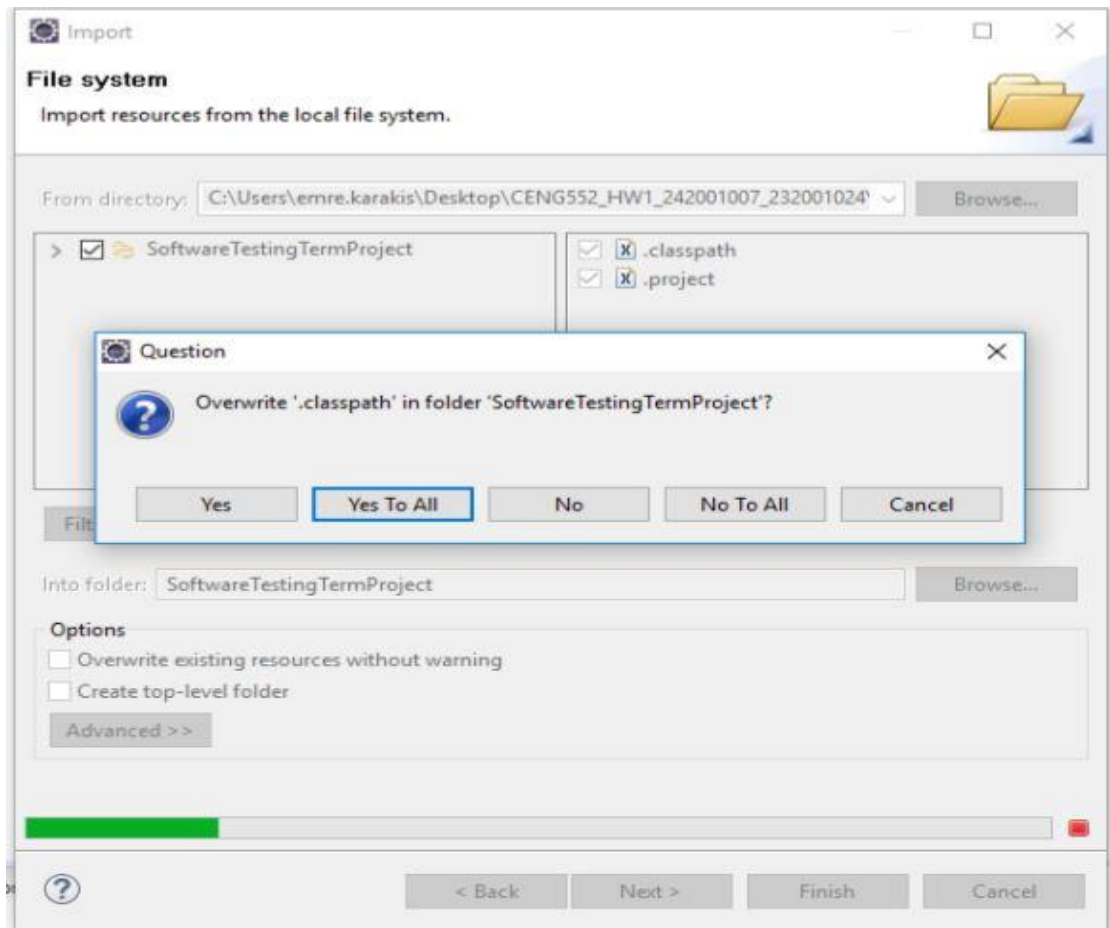 Import
File system
Import resources from the local file system.
From directory: C:\Users\emre.karakis\Desktop\CENG552_HW1_242001007_232001024\ Browse...
SoftwareTestingTermProject
.classpath
.project
Question
Overwrite '.classpath' in folder 'SoftwareTestingTermProject'?
Yes Yes To All No No To All Cancel
Filt
Into folder: SoftwareTestingTermProject Browse...
Options
Overwrite existing resources without warning
Create top-level folder
Advanced >>
< Back Next > Finish Cancel